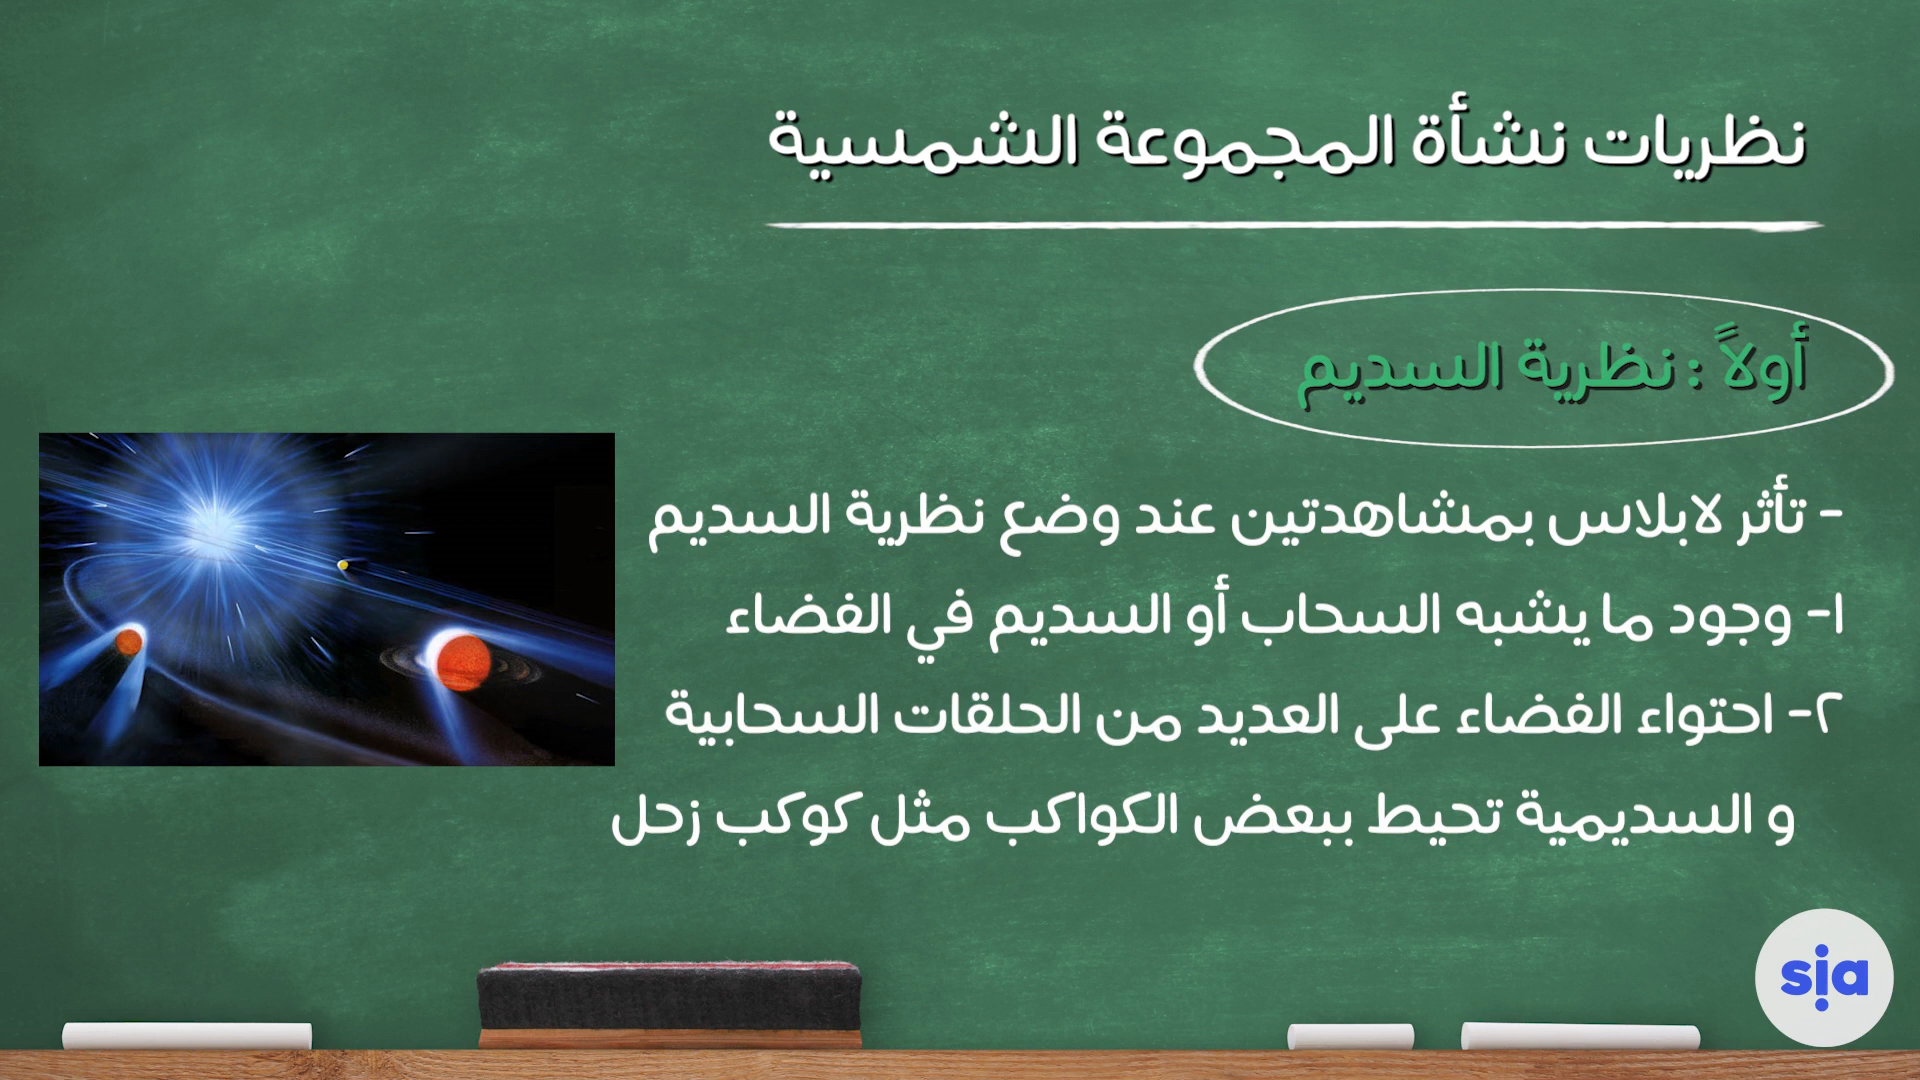 نظريات نشأة المجموعة الشمسية
أولاً : نظرية السديم
- تأثر لابلاس بمشاهدتين عند وضع نظرية السديم
١- وجود ما يشبه السحاب أو السديم في الفضاء
٢- احتواء الفضاء على العديد من الحلقات السحابية
و السديمية تحيط ببعض الكواكب مثل كوكب زحل
sia